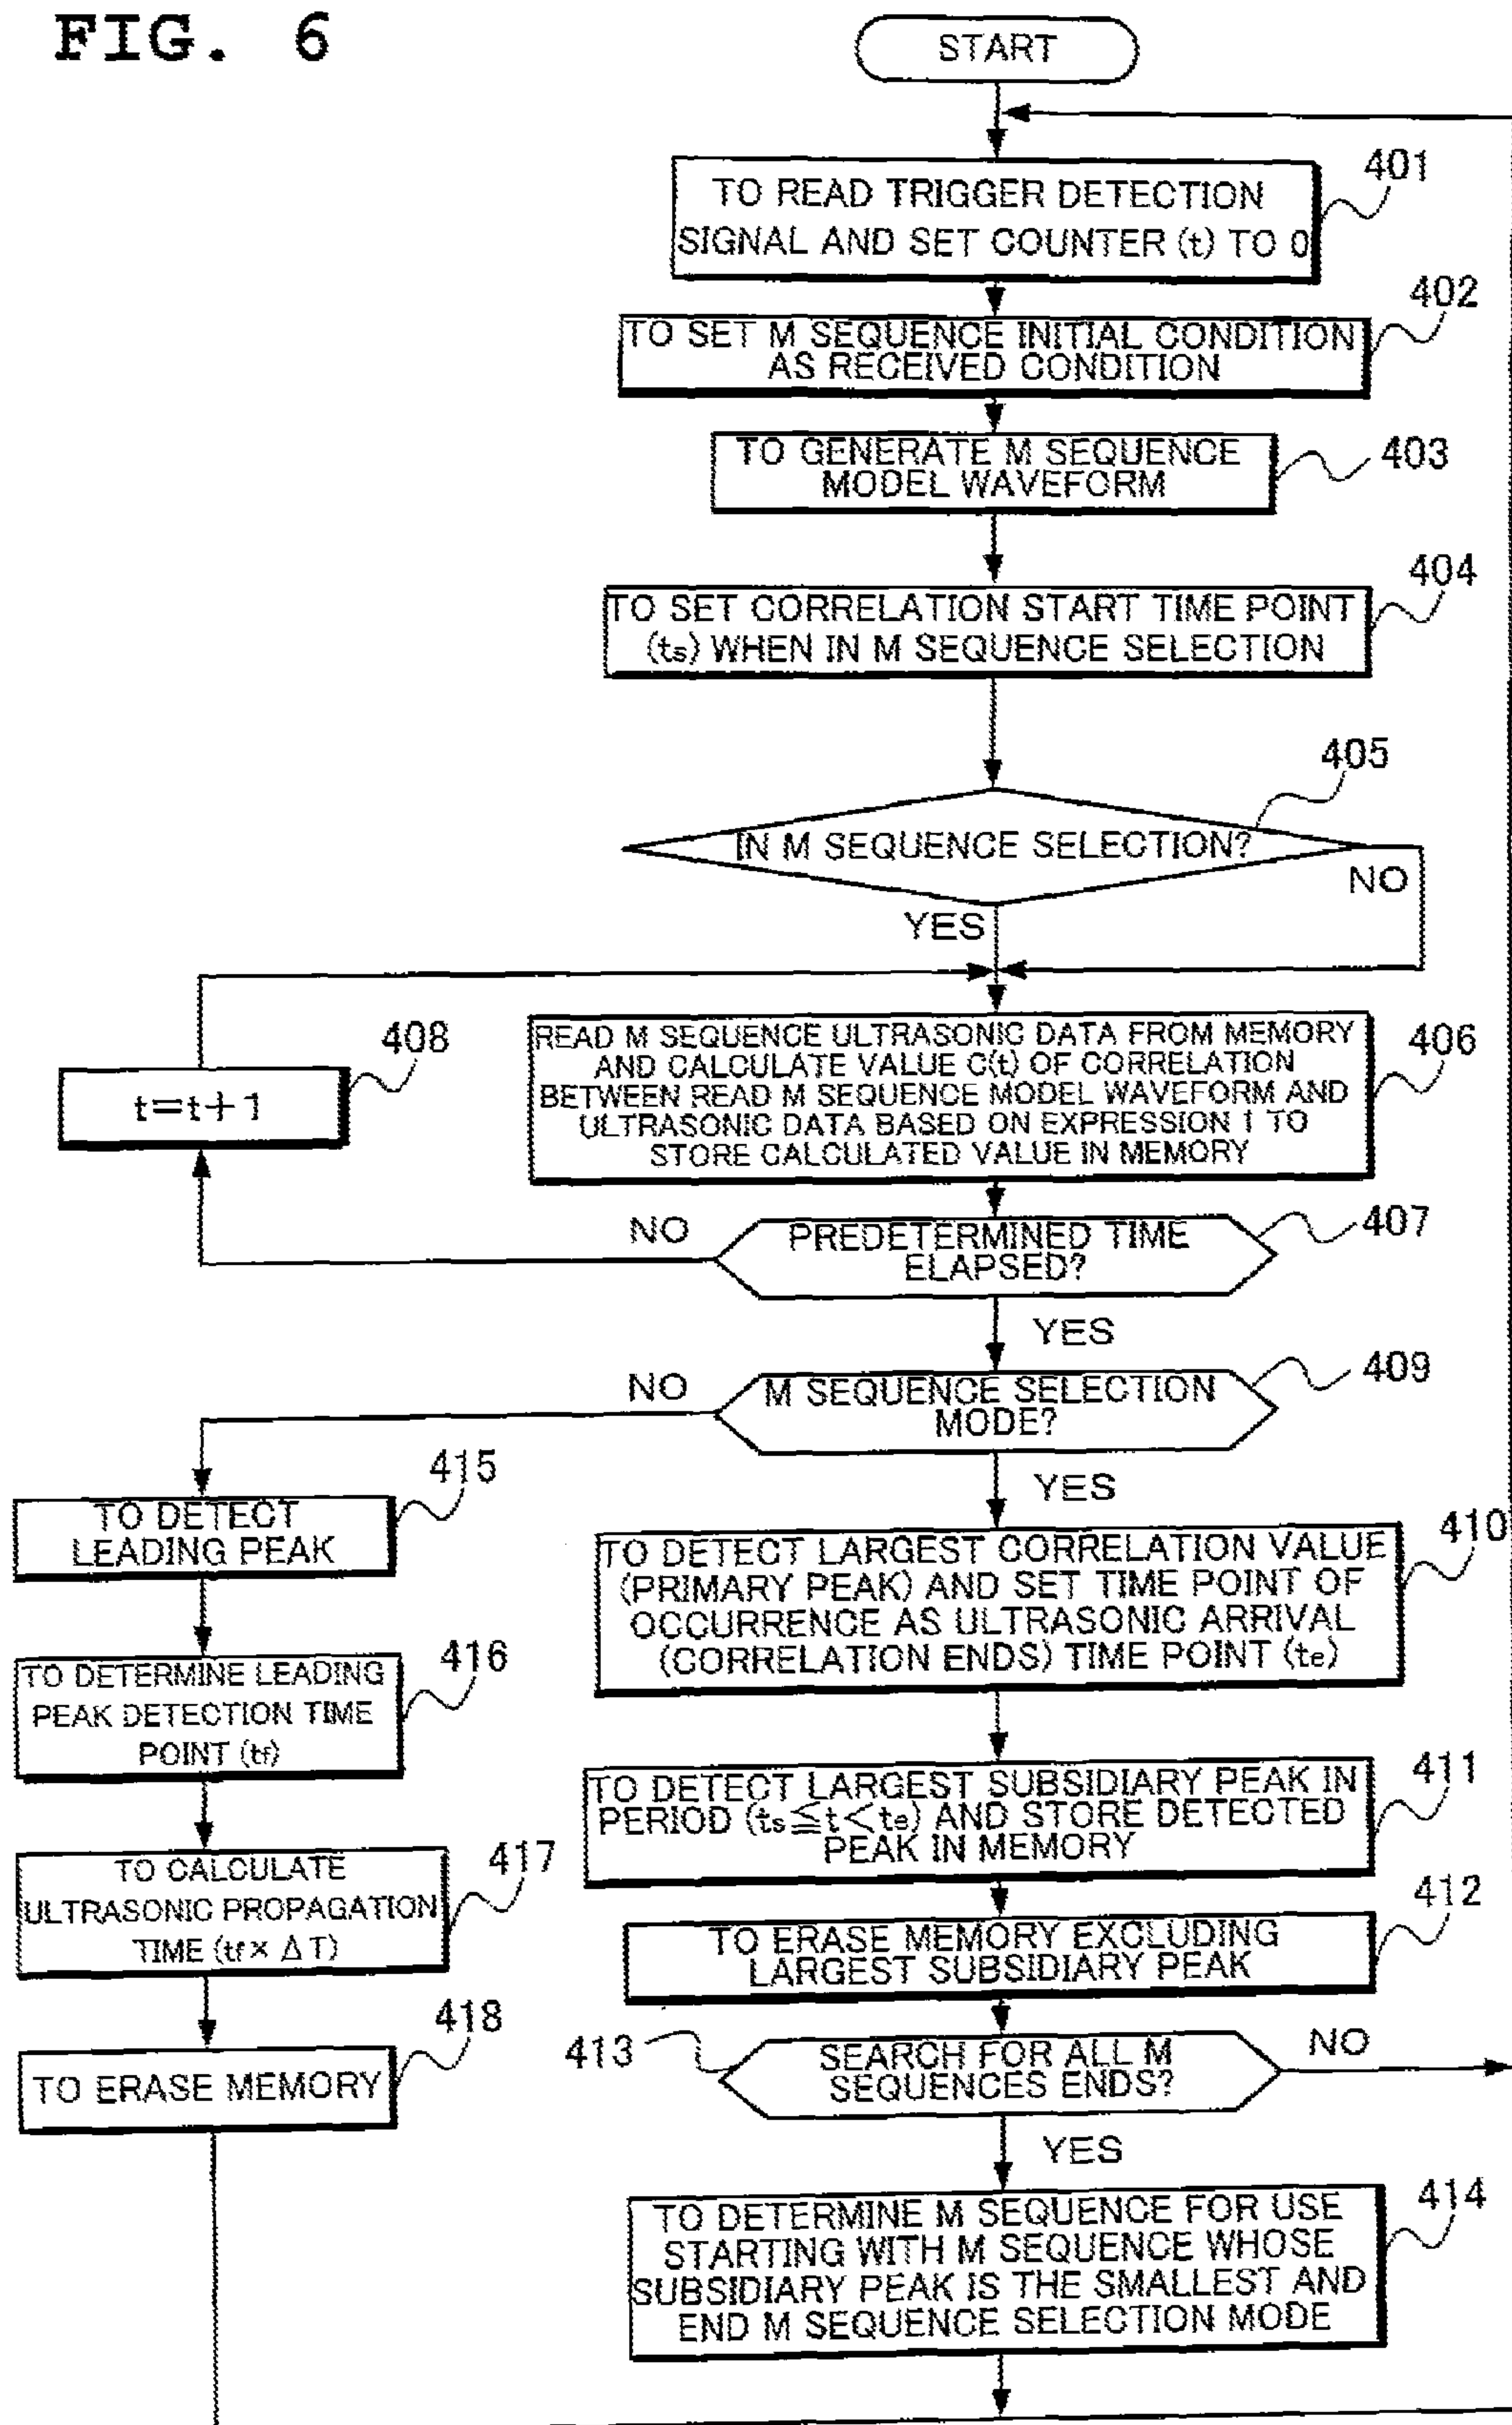 FIG. 6
START
401
TO READ TRIGGER DETECTION
SIGNAL AND SET COUNTER (t) TO 0
402
TO SET M SEQUENCE INITIAL CONDITION
AS RECEIVED CONDITION
403
TO GENERATE M SEQUENCE
MODEL WAVEFORM
404
TO SET CORRELATION START TIME POINT
(ts) WHEN IN M SEQUENCE SELECTION
405
IN M SEQUENCE SELECTION?
NO
YES
408
t=t+1
406
READ M SEQUENCE ULTRASONIC DATA FROM MEMORY
AND CALCULATE VALUE C(t) OF CORRELATION
BETWEEN READ M SEQUENCE MODEL WAVEFORM AND
ULTRASONIC DATA BASED ON EXPRESSION 1 TO
STORE CALCULATED VALUE IN MEMORY
407
NO
PREDETERMINED TIME
ELAPSED?
YES
409
NO
M SEQUENCE SELECTION
MODE?
YES
415
TO DETECT
LEADING PEAK
410
TO DETECT LARGEST CORRELATION VALUE
(PRIMARY PEAK) AND SET TIME POINT OF
OCCURRENCE AS ULTRASONIC ARRIVAL
(CORRELATION ENDS) TIME POINT (te)
416
TO DETERMINE LEADING
PEAK DETECTION TIME
POINT (tf)
411
TO DETECT LARGEST SUBSIDIARY PEAK IN
PERIOD (ts≦t<te) AND STORE DETECTED
PEAK IN MEMORY
417
TO CALCULATE
ULTRASONIC PROPAGATION
TIME (tf× ΔT)
412
TO ERASE MEMORY EXCLUDING
LARGEST SUBSIDIARY PEAK
418
TO ERASE MEMORY
413
SEARCH FOR ALL M
SEQUENCES ENDS?
NO
YES
414
TO DETERMINE M SEQUENCE FOR USE
STARTING WITH M SEQUENCE WHOSE
SUBSIDIARY PEAK IS THE SMALLEST AND
END M SEQUENCE SELECTION MODE